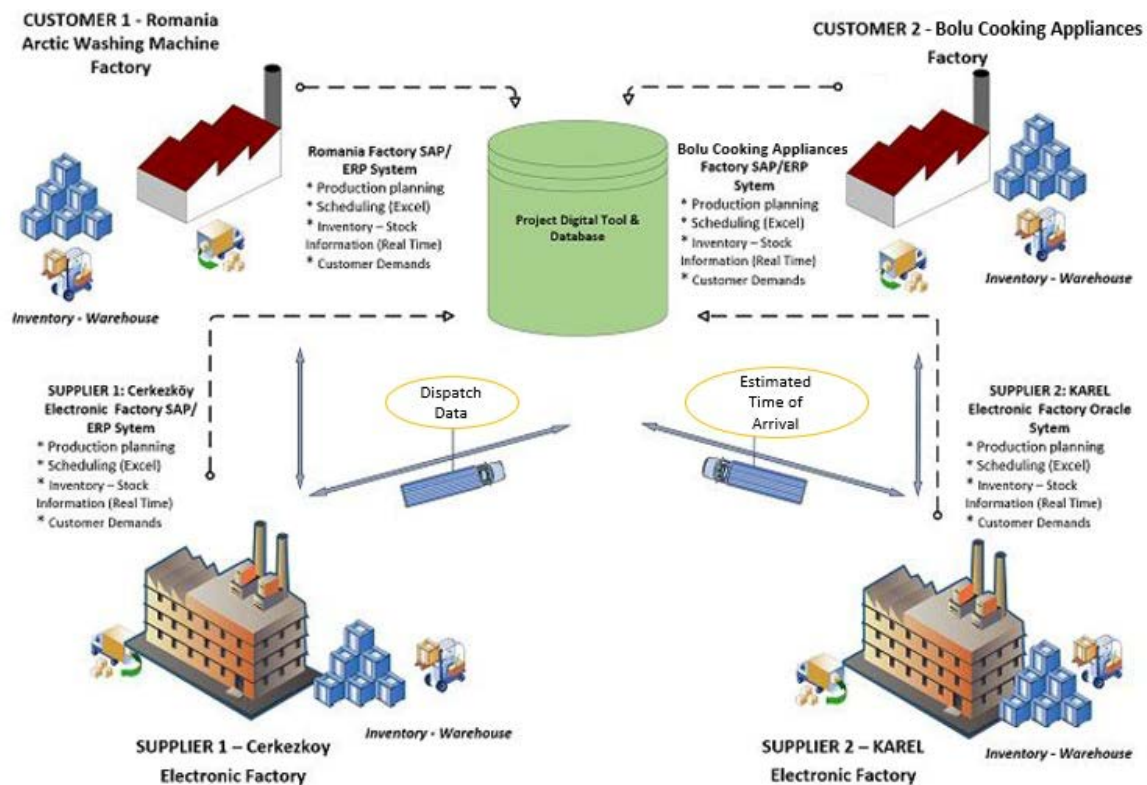 CUSTOMER 1 - Romania
Arctic Washing Machine
Factory
CUSTOMER 2 - Bolu Cooking Appliances
Factory
Romania Factory SAP/
ERP System
* Production planning
* Scheduling (Excel)
* Inventory – Stock
Information (Real Time)
* Customer Demands
Project Digital Tool &
Database
Bolu Cooking Appliances
Factory SAP/ERP
Sytem
* Production planning
* Scheduling (Excel)
* Inventory – Stock
Information (Real Time)
* Customer Demands
Inventory - Warehouse
Inventory - Warehouse
SUPPLIER 1: Cerkezköy
Electronic Factory SAP/
ERP Sytem
* Production planning
* Scheduling (Excel)
* Inventory – Stock
Information (Real Time)
* Customer Demands
Dispatch
Data
Estimated
Time of
Arrival
SUPPLIER 2: KAREL
Electronic Factory Oracle
Sytem
* Production planning
* Scheduling (Excel)
* Inventory – Stock
Information (Real Time)
* Customer Demands
Inventory - Warehouse
SUPPLIER 1 – Cerkezkoy
Electronic Factory
SUPPLIER 2 – KAREL
Electronic Factory
Inventory - Warehouse